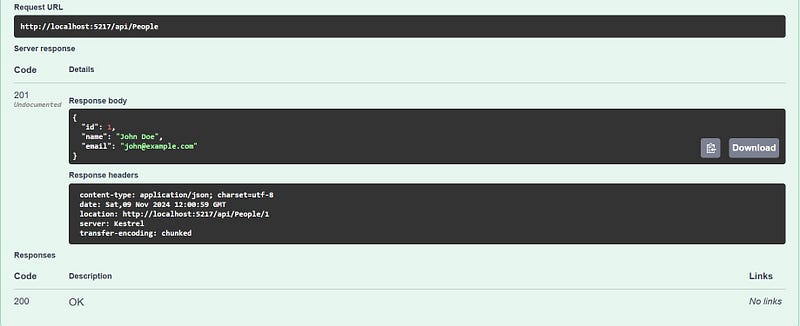 Request URL
http://localhost:5217/api/People
Server response
Code Details
201 Undocumented
Response body
{
"id": 1,
"name": "John Doe",
"email": "john@example.com"
}
Download
Response headers
content-type: application/json; charset=utf-8
date: Sat,09 Nov 2024 12:00:59 GMT
location: http://localhost:5217/api/People/1
server: Kestrel
transfer-encoding: chunked
Responses
Code Description Links
200 OK No links